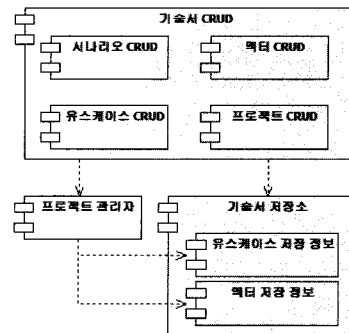 기술서 CRUD
시나리오 CRUD
액터 CRUD
유스케이스 CRUD
프로젝트 CRUD
프로젝트 관리자
기술서 저장소
유스케이스 저장 정보
액터 저장 정보